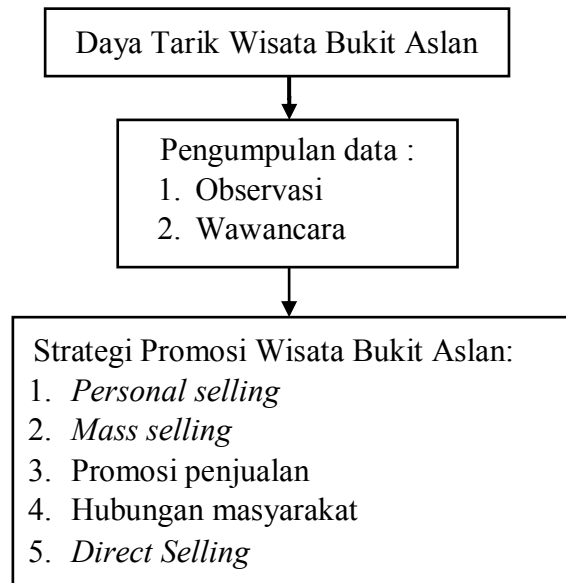 Daya Tarik Wisata Bukit Aslan
Pengumpulan data :
1. Observasi
2. Wawancara
Strategi Promosi Wisata Bukit Aslan:
1. Personal selling
2. Mass selling
3. Promosi penjualan
4. Hubungan masyarakat
5. Direct Selling